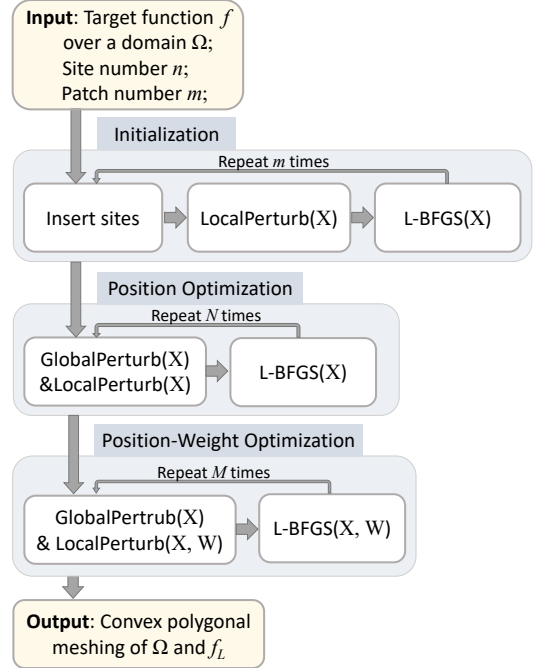 Input: Target function f
over a domain Ω;
Site number n;
Patch number m;
Initialization
Repeat m times
Insert sites
LocalPerturb(X)
L-BFGS(X)
Position Optimization
Repeat N times
GlobalPerturb(X)
&LocalPerturb(X)
L-BFGS(X)
Position-Weight Optimization
Repeat M times
GlobalPertrub(X)
& LocalPerturb(X, W)
L-BFGS(X, W)
Output: Convex polygonal
meshing of Ω and f_L